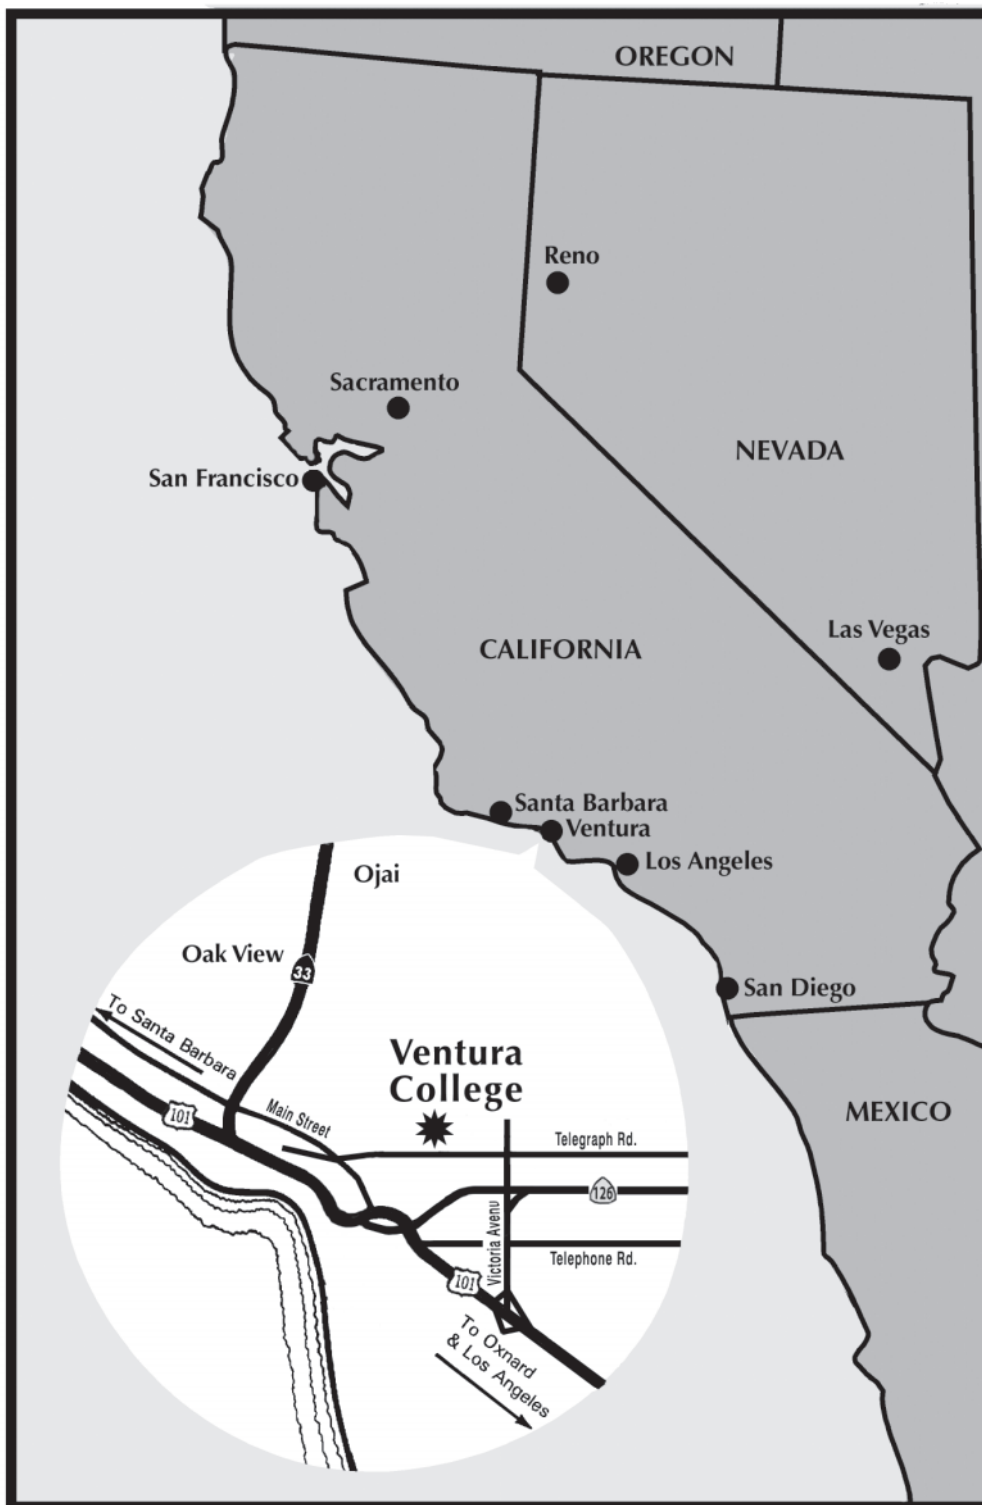 OREGON
Reno
Sacramento
NEVADA
San Francisco
Las Vegas
CALIFORNIA
Santa Barbara
Ventura
Los Angeles
San Diego
MEXICO
Ojai
Oak View
33
To Santa Barbara
101
Main Street
Ventura
College
Telegraph Rd.
126
Victoria Avenu
Telephone Rd.
101
To Oxnard
& Los Angeles